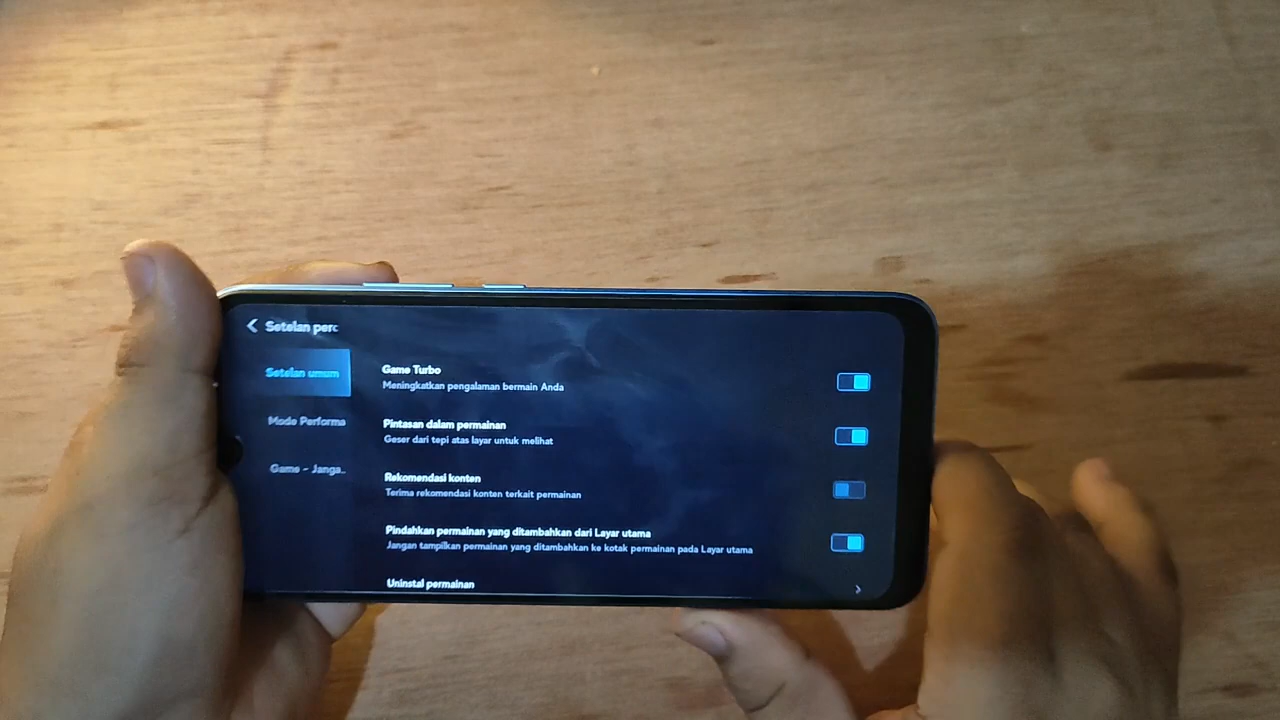 Setelan perc
Setelan umum
Mode Performa
Game - Janga..
Game Turbo
Meningkatkan pengalaman bermain Anda
Pintasan dalam permainan
Geser dari tepi atas layar untuk melihat
Rekomendasi konten
Terima rekomendasi konten terkait permainan
Pindahkan permainan yang ditambahkan dari Layar utama
Jangan tampilkan permainan yang ditambahkan ke kotak permainan pada Layar utama
Uninstal permainan